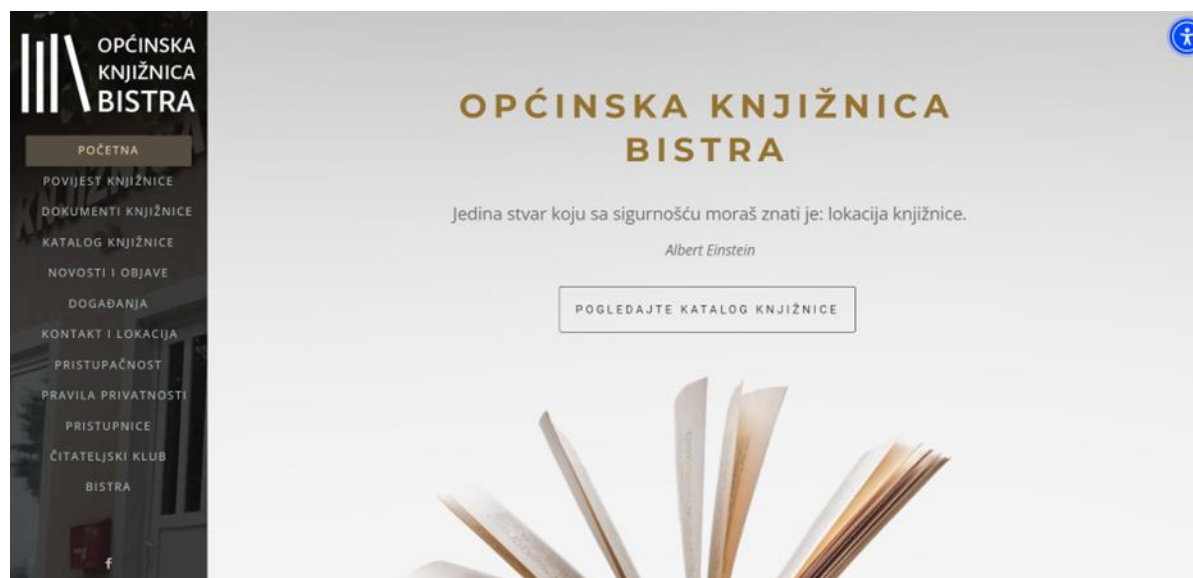 OPĆINSKA
KNJIŽNICA
BISTRA
POČETNA
POVIJEST KNJIŽNICE
DOKUMENTI KNJIŽNICE
KATALOG KNJIŽNICE
NOVOSTI I OBJAVE
DOGAĐANJA
KONTAKT I LOKACIJA
PRISTUPAČNOST
PRAVILA PRIVATNOSTI
PRISTUPNICE
ČITATELJSKI KLUB
BISTRA
f
OPĆINSKA KNJIŽNICA
BISTRA
Jedina stvar koju sa sigurnošću moraš znati je: lokacija knjižnice.
Albert Einstein
POGLEDAJTE KATALOG KNJIŽNICE